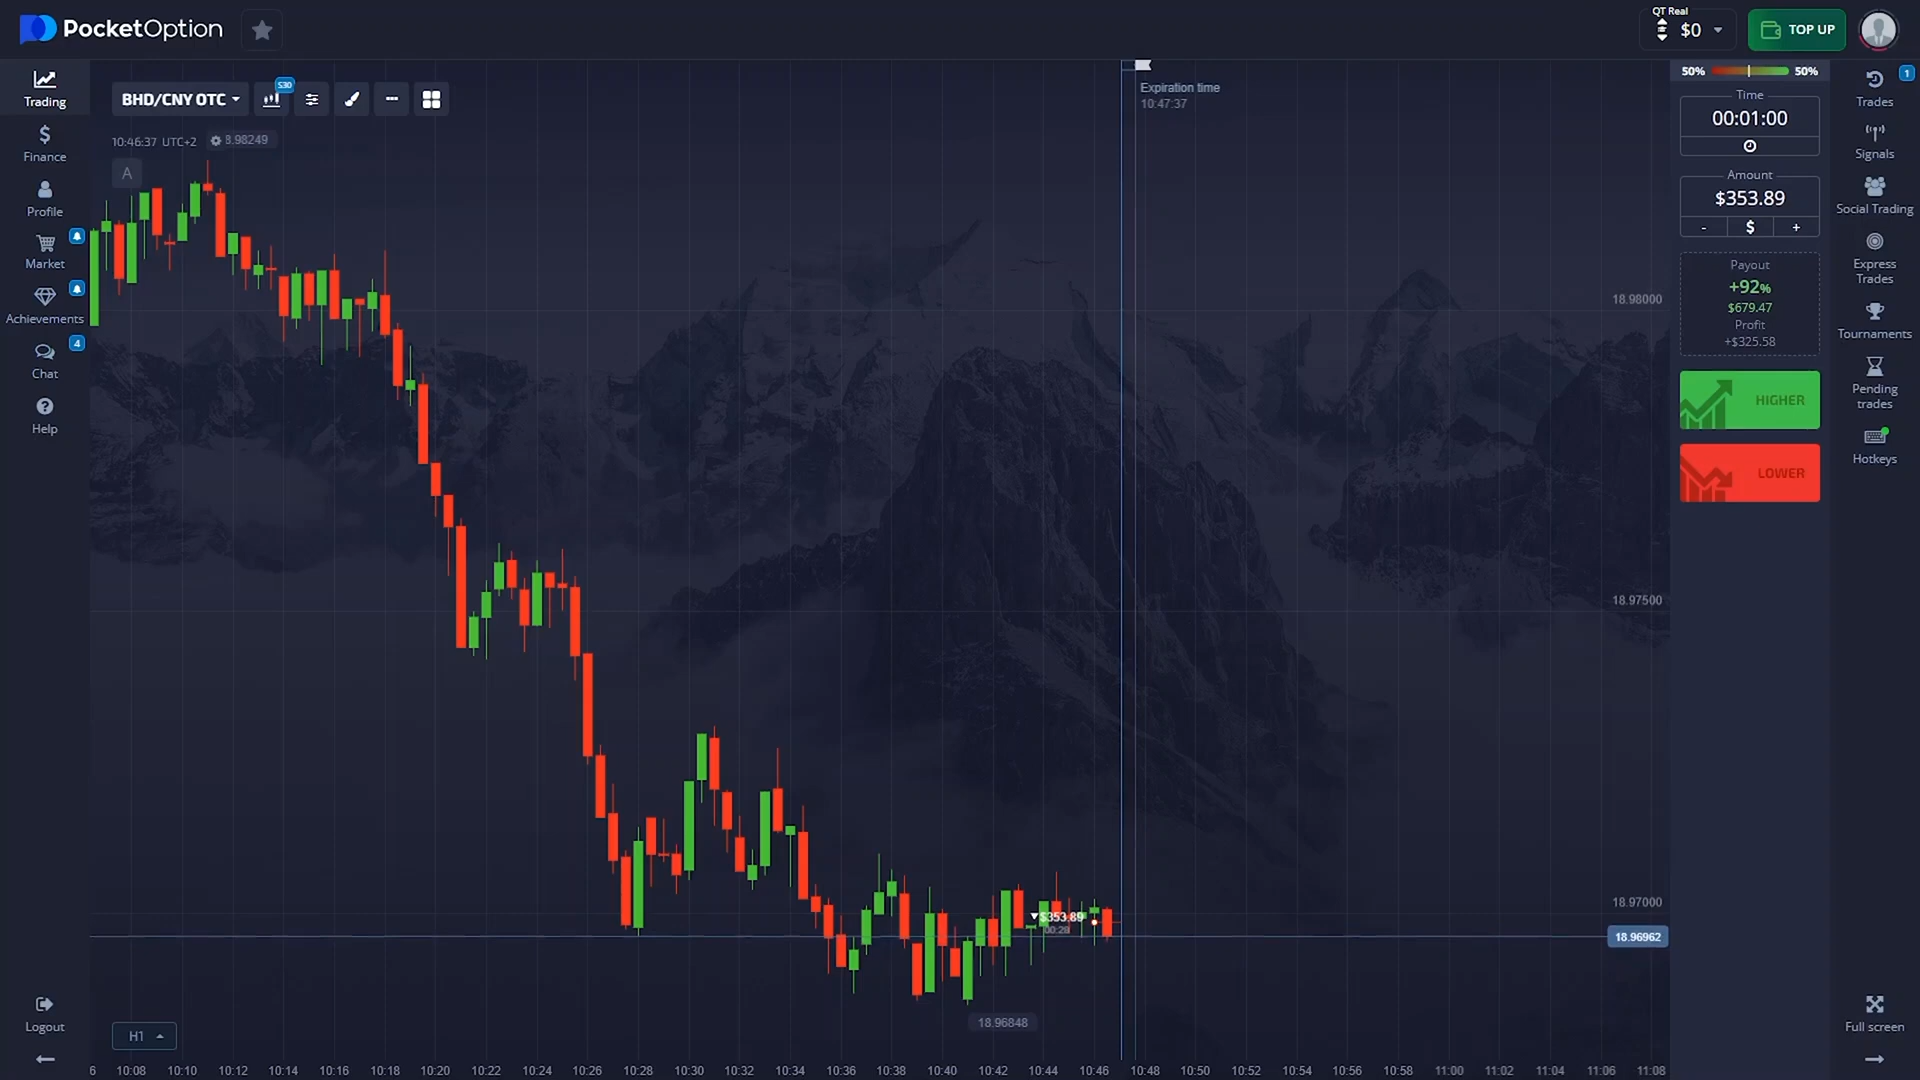 PocketOption
QT Real
$0
TOP UP
Trading
Finance
Profile
Market
Achievements
4
Chat
Help
Logout
BHD/CNY OTC
S30
10:46:37 UTC+2
8.98249
A
Expiration time
10:47:37
18.98000
18.97500
18.97000
18.96962
$353.89
00:28
18.96848
H1
6 10:08 10:10 10:12 10:14 10:16 10:18 10:20 10:22 10:24 10:26 10:28 10:30 10:32 10:34 10:36 10:38 10:40 10:42 10:44 10:46 10:48 10:50 10:52 10:54 10:56 10:58 11:00 11:02 11:04 11:06 11:08
50% 50%
Time
00:01:00
Amount
$353.89
- $ +
Payout
+92%
$679.47
Profit
+$325.58
HIGHER
LOWER
1
Trades
Signals
Social Trading
Express
Trades
Tournaments
Pending
trades
Hotkeys
Full screen